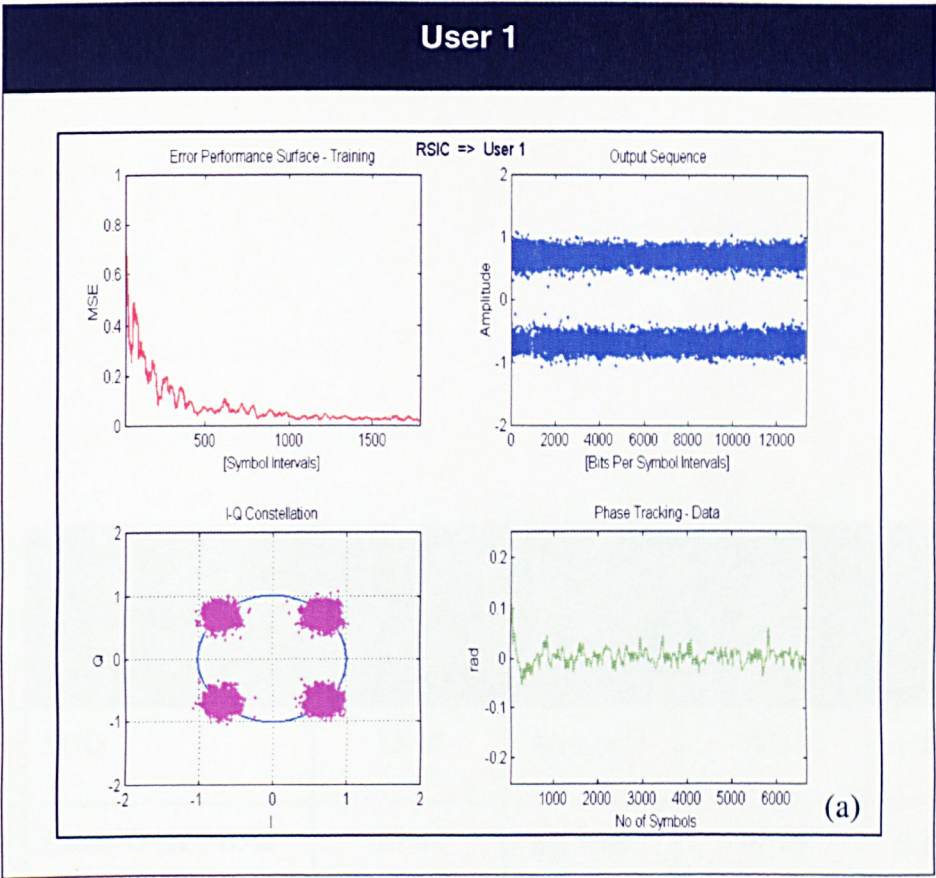 User 1
RSIC => User 1
Error Performance Surface - Training
1
0.8
0.6
0.4
0.2
0
MSE
500 1000 1500
[Symbol Intervals]
Output Sequence
2
1
0
-1
-2
Amplitude
0 2000 4000 6000 8000 10000 12000
[Bits Per Symbol Intervals]
I-Q Constellation
2
1
0
-1
-2
Q
-2 -1 0 1 2
I
Phase Tracking - Data
0.2
0.1
0
-0.1
-0.2
rad
1000 2000 3000 4000 5000 6000
No of Symbols
(a)